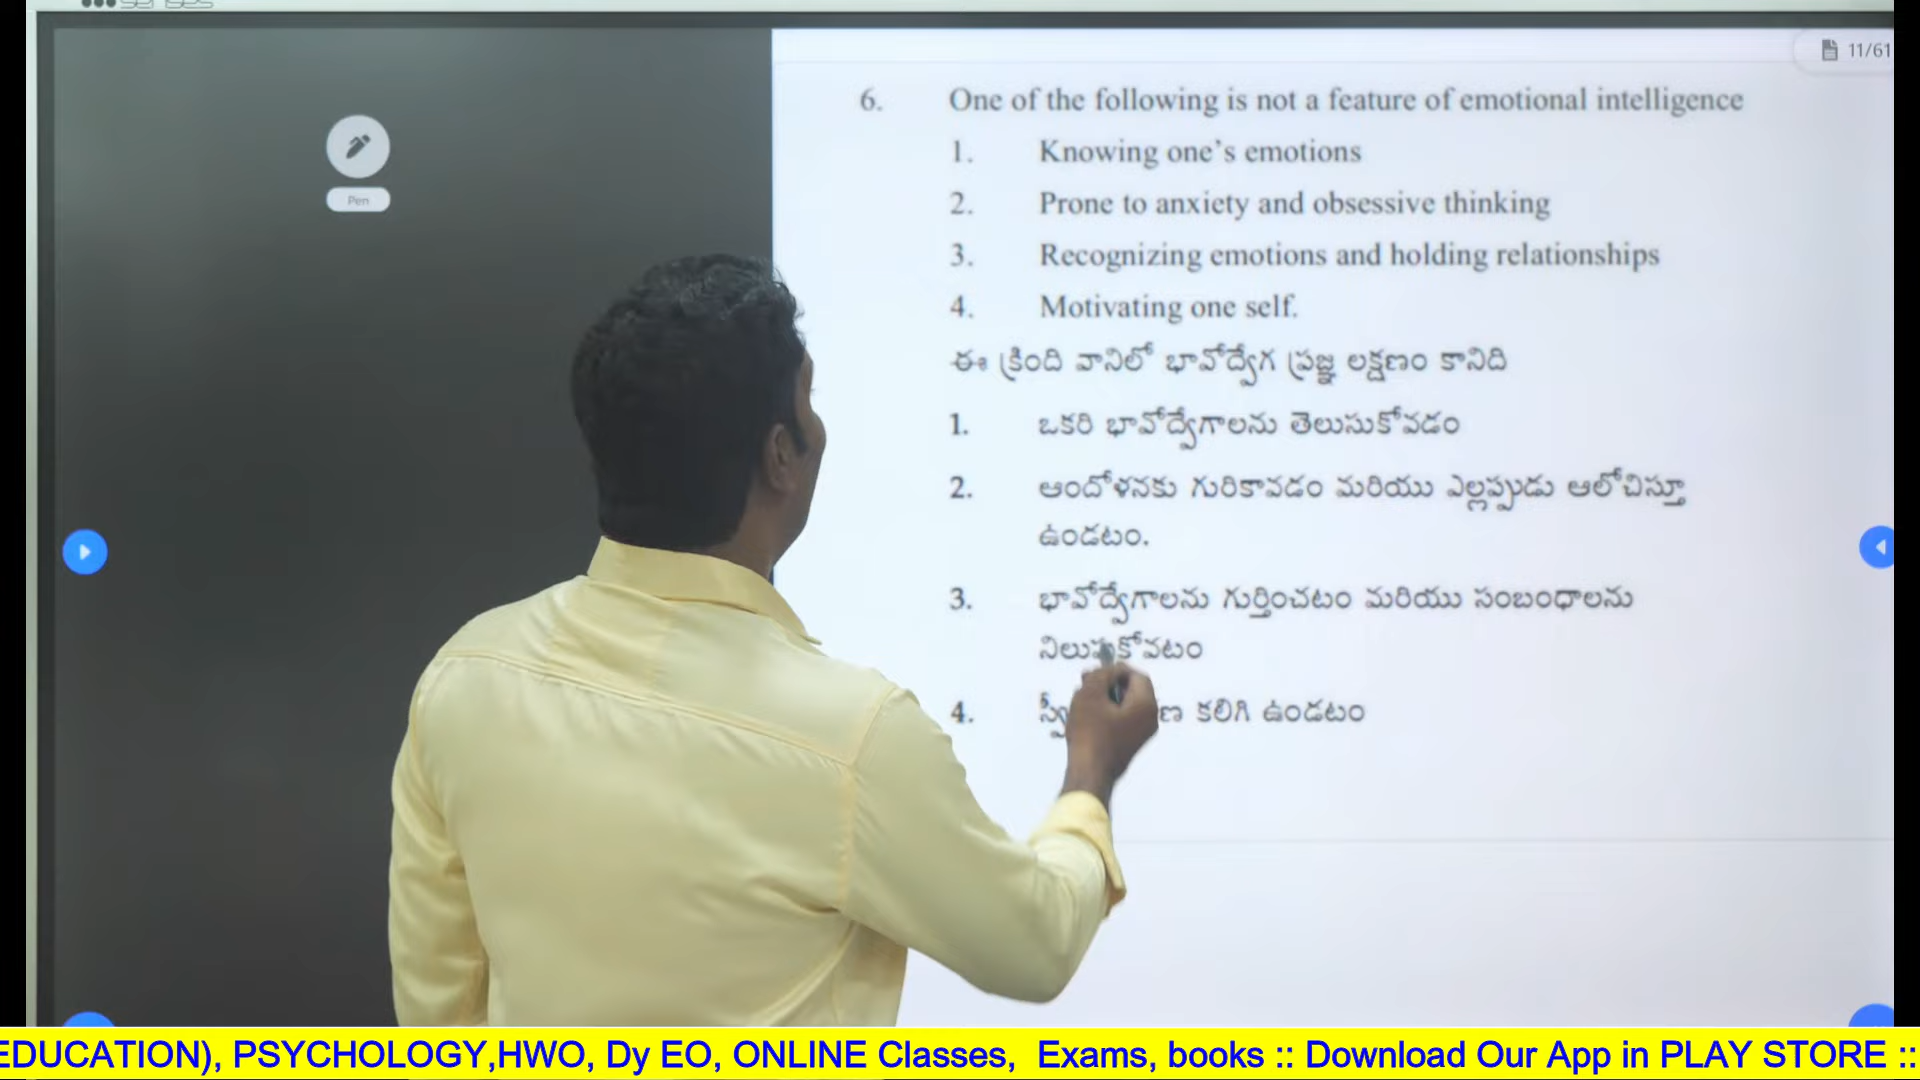 11/61
Pen
6. One of the following is not a feature of emotional intelligence
1. Knowing one’s emotions
2. Prone to anxiety and obsessive thinking
3. Recognizing emotions and holding relationships
4. Motivating one self.
ఈ క్రింది వానిలో భావోద్వేగ ప్రజ్ఞ లక్షణం కానిది
1. ఒకరి భావోద్వేగాలను తెలుసుకోవడం
2. ఆందోళనకు గురికావడం మరియు ఎల్లప్పుడు ఆలోచిస్తూ
ఉండటం.
3. భావోద్వేగాలను గుర్తించటం మరియు సంబంధాలను
నిలుపుకోవటం
4. కలిగి ఉండటం
EDUCATION), PSYCHOLOGY,HWO, Dy EO, ONLINE Classes, Exams, books :: Download Our App in PLAY STORE ::